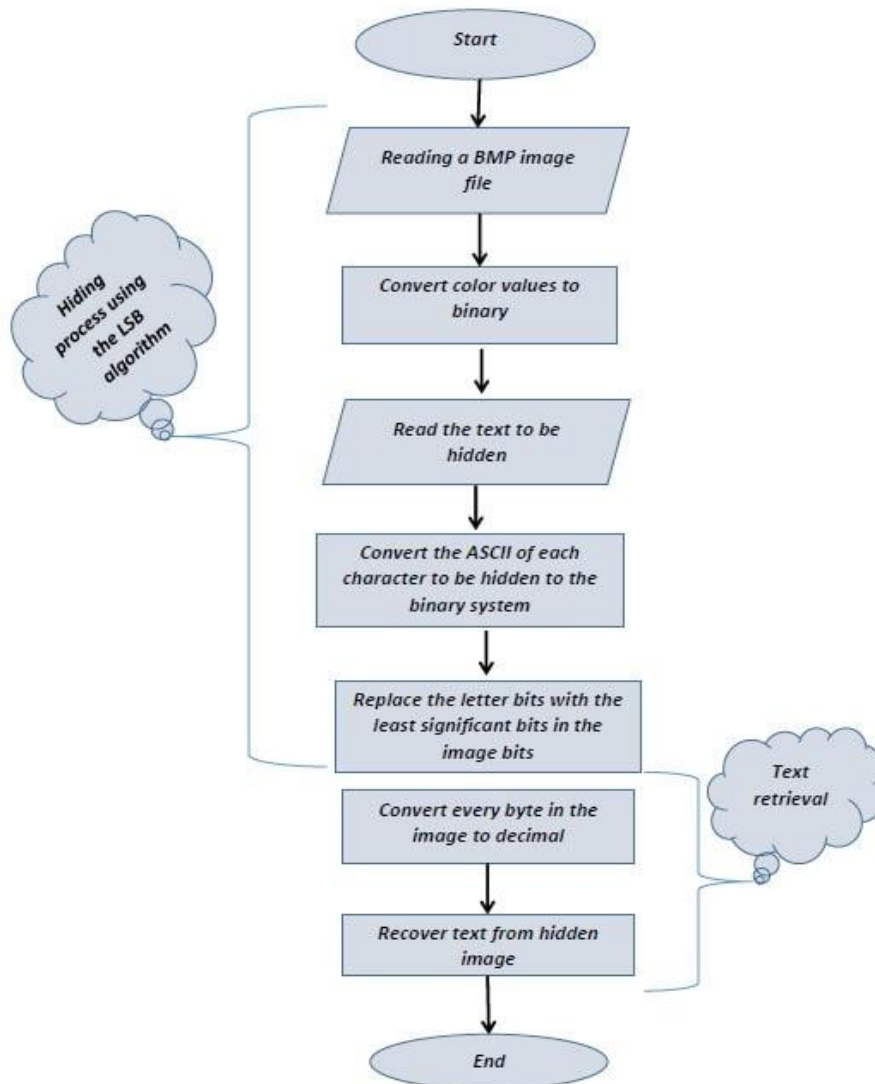 Start
Reading a BMP image
file
Convert color values to
binary
Hiding
process using
the LSB
algorithm
Read the text to be
hidden
Convert the ASCII of each
character to be hidden to the
binary system
Replace the letter bits with the
least significant bits in the
image bits
Text
retrieval
Convert every byte in the
image to decimal
Recover text from hidden
image
End